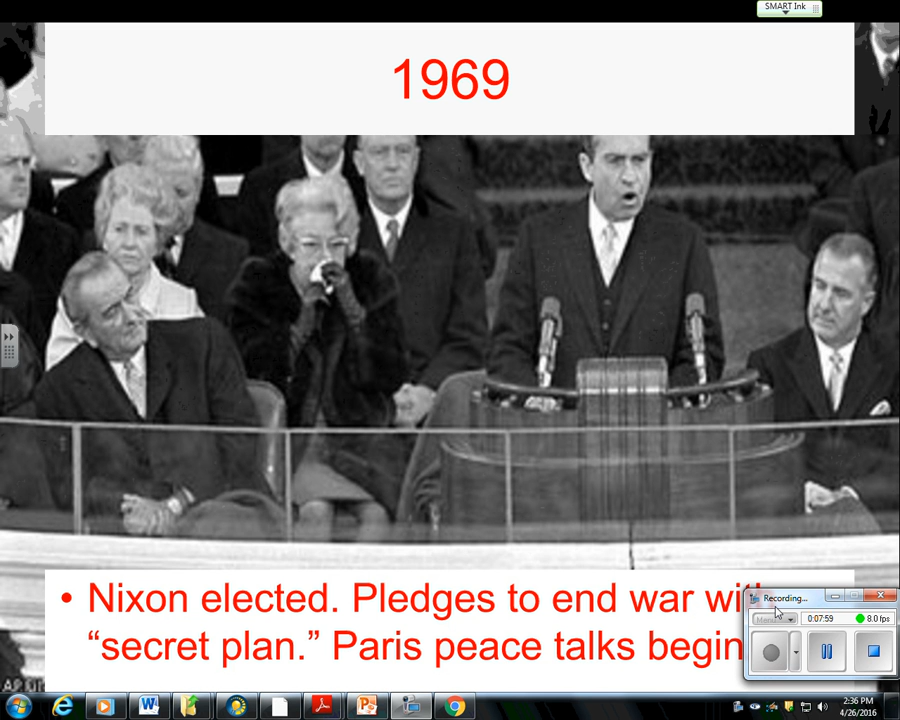 SMART Ink
1969
• Nixon elected. Pledges to end war
“secret plan.” Paris peace talks begin
Recording...
Menu
0:07:59
8.0 fps
2:36 PM
4/26/2016